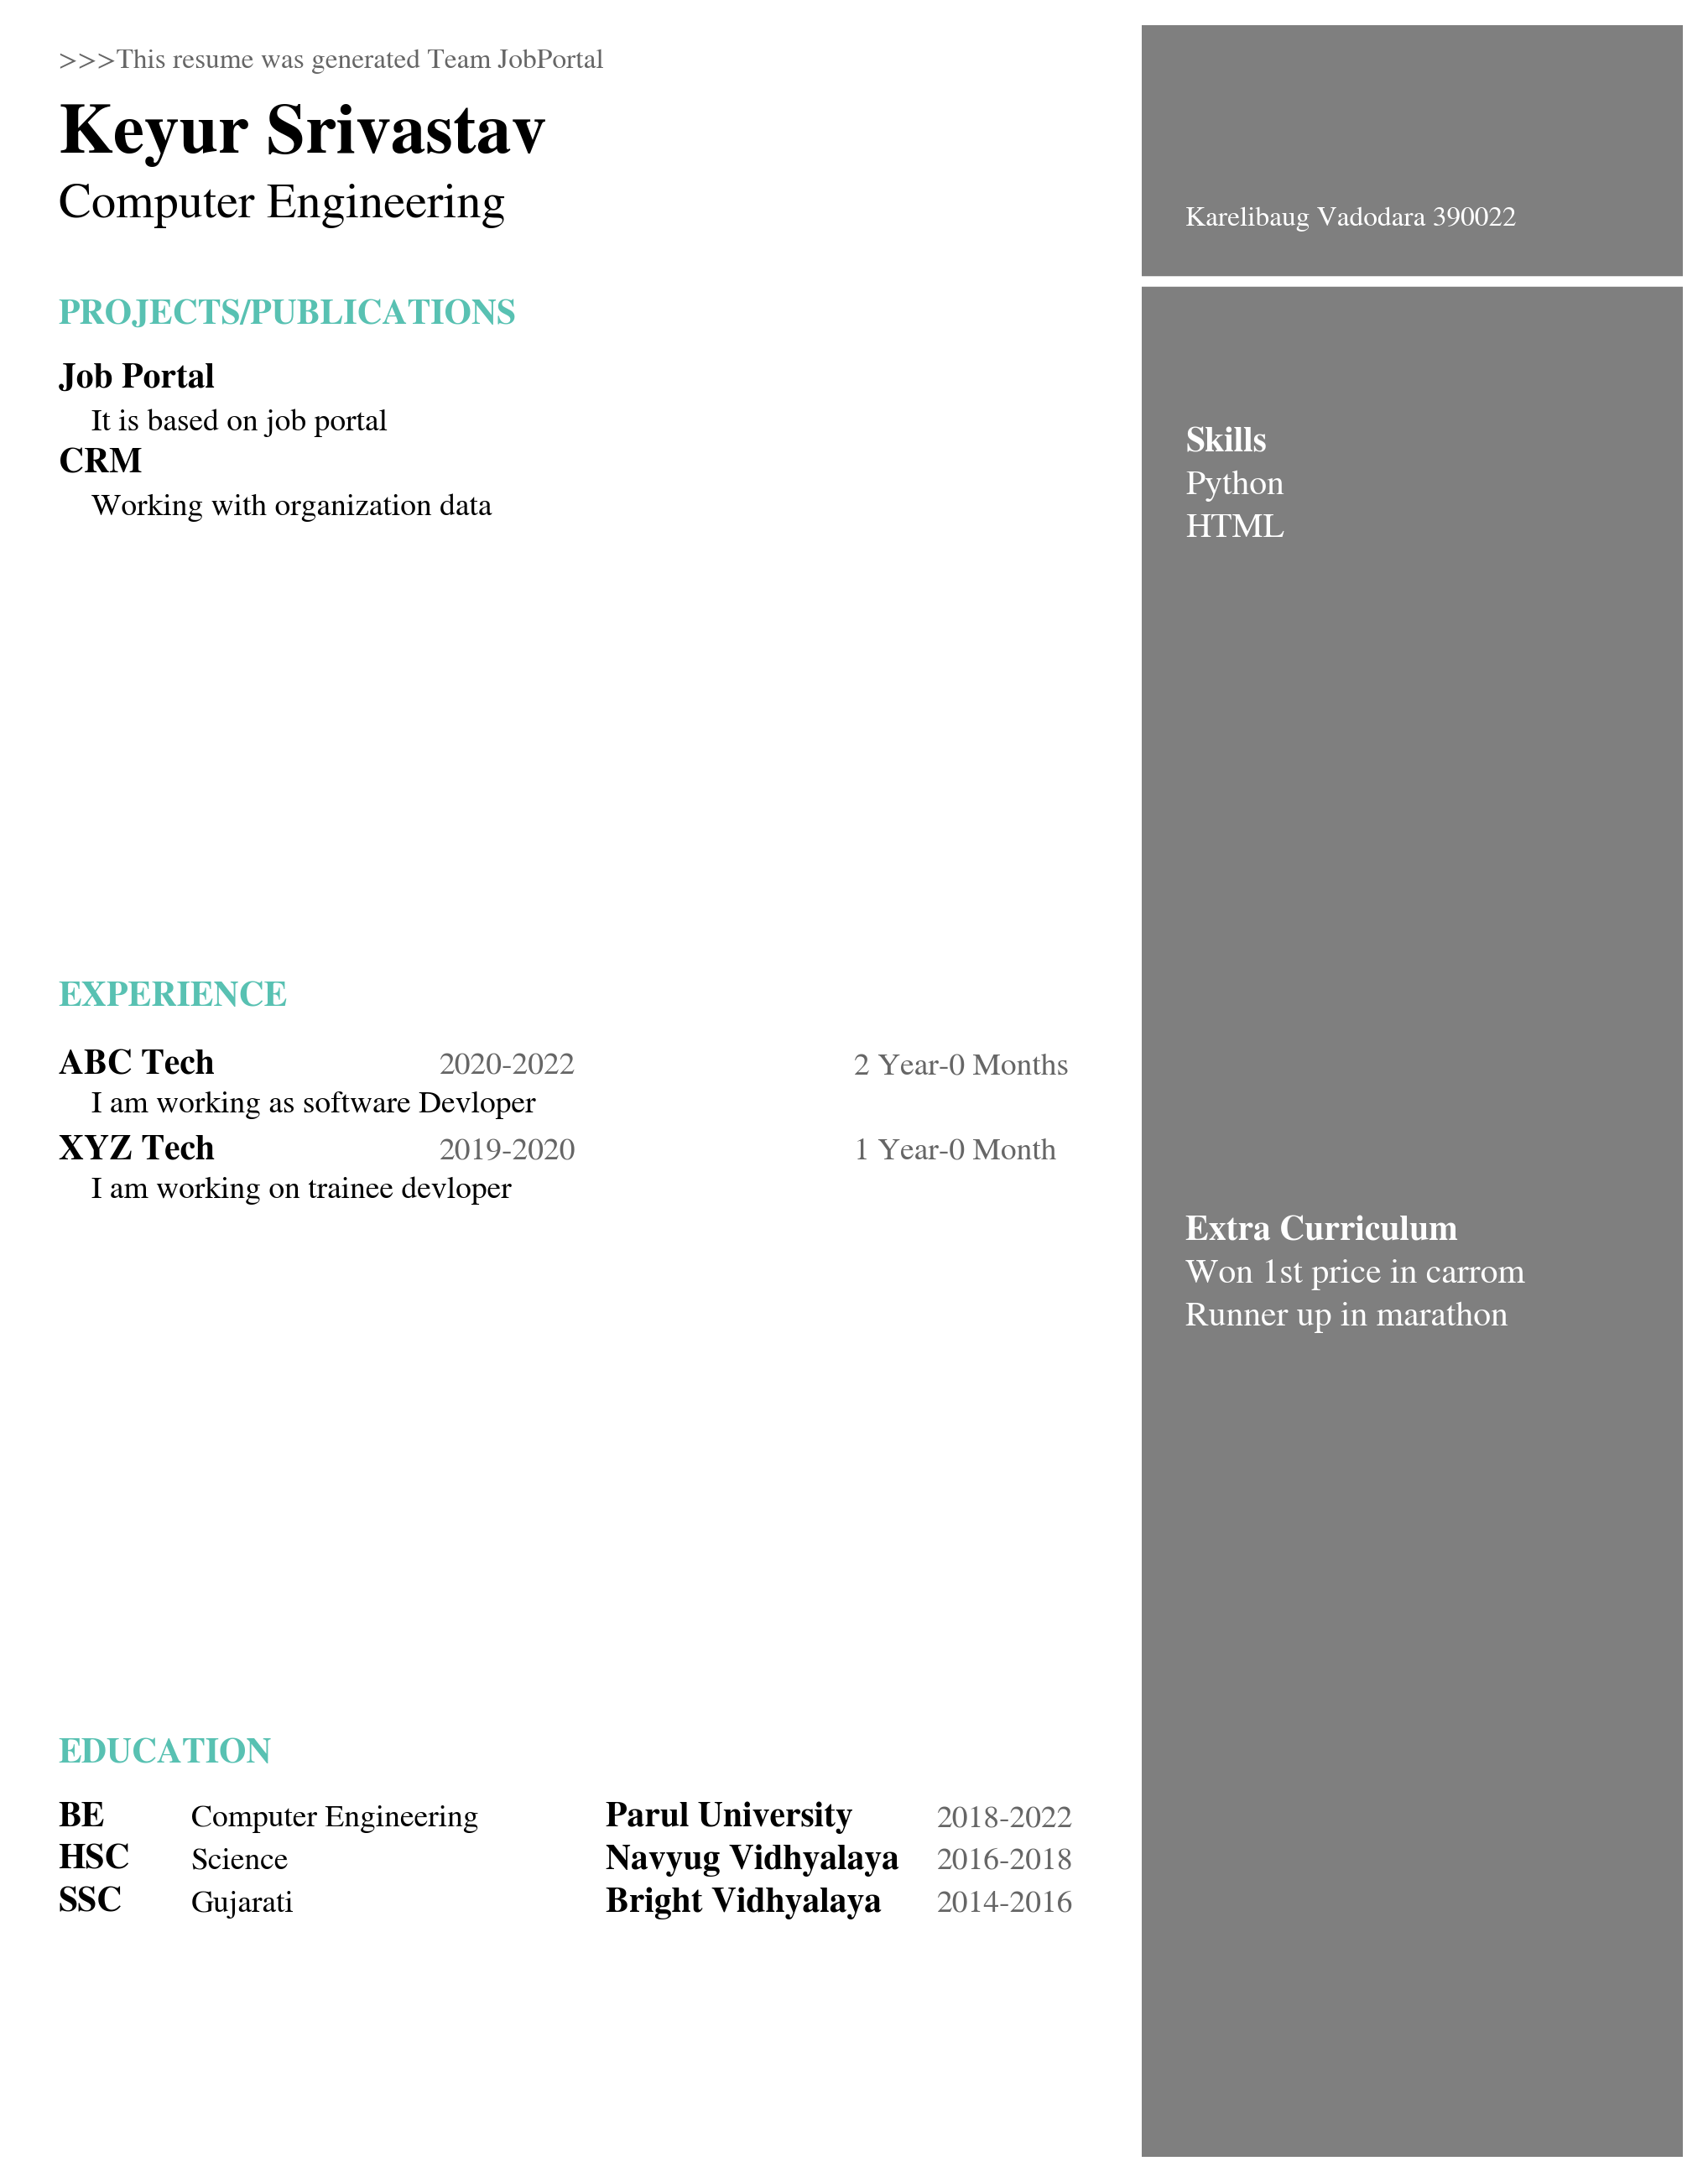 >>>This resume was generated Team JobPortal
Keyur Srivastav
Computer Engineering
Karelibaug Vadodara 390022
PROJECTS/PUBLICATIONS
Job Portal
It is based on job portal
CRM
Working with organization data
Skills
Python
HTML
EXPERIENCE
ABC Tech 2020-2022 2 Year-0 Months
I am working as software Devloper
XYZ Tech 2019-2020 1 Year-0 Month
I am working on trainee devloper
Extra Curriculum
Won 1st price in carrom
Runner up in marathon
EDUCATION
BE Computer Engineering Parul University 2018-2022
HSC Science Navyug Vidhyalaya 2016-2018
SSC Gujarati Bright Vidhyalaya 2014-2016